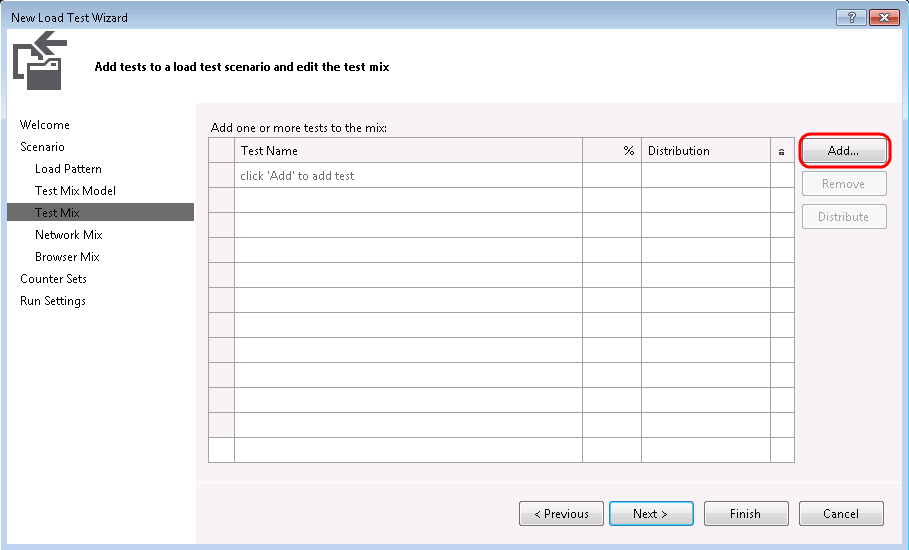 New Load Test Wizard
?
Add tests to a load test scenario and edit the test mix
Welcome
Scenario
Load Pattern
Test Mix Model
Test Mix
Network Mix
Browser Mix
Counter Sets
Run Settings
Add one or more tests to the mix:
Test Name % Distribution
click 'Add' to add test
Add...
Remove
Distribute
< Previous Next > Finish Cancel